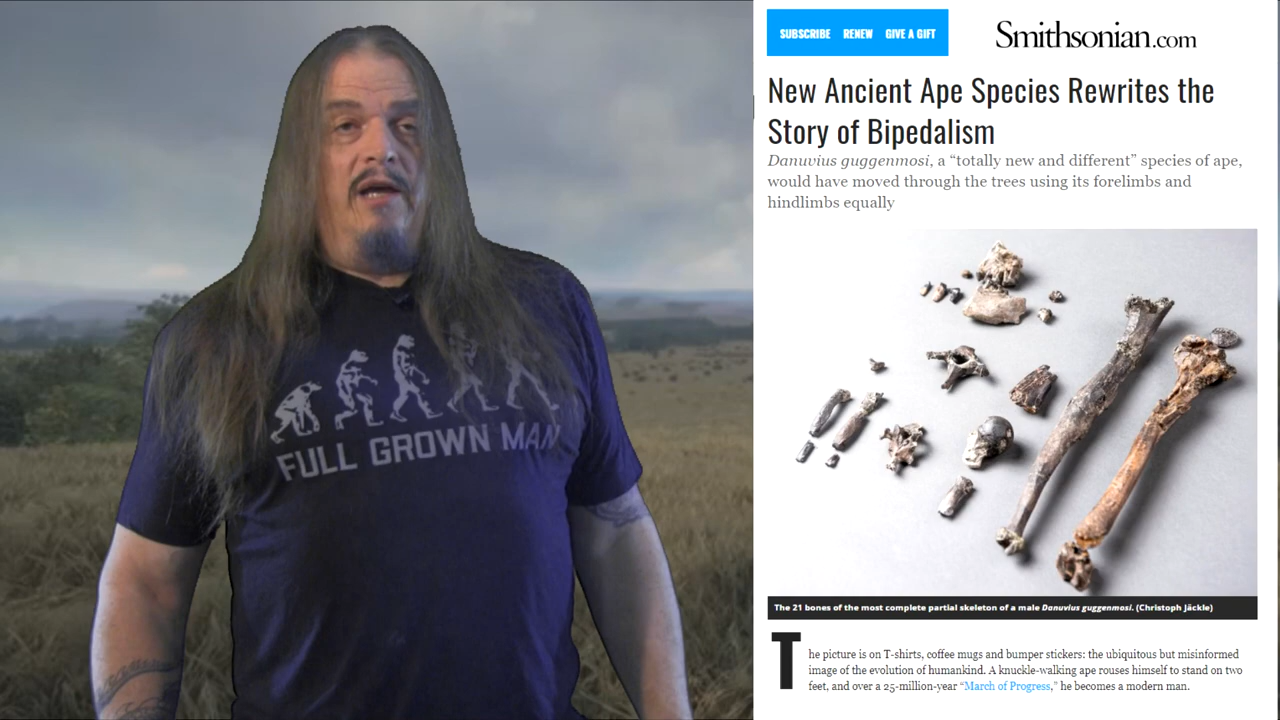 FULL GROWN MAN
SUBSCRIBE RENEW GIVE A GIFT
Smithsonian.com
New Ancient Ape Species Rewrites the
Story of Bipedalism
Danuvius guggenmosi, a “totally new and different” species of ape,
would have moved through the trees using its forelimbs and
hindlimbs equally
The 21 bones of the most complete partial skeleton of a male Danuvius guggenmosi. (Christoph Jäckle)
The picture is on T-shirts, coffee mugs and bumper stickers: the ubiquitous but misinformed
image of the evolution of humankind. A knuckle-walking ape rouses himself to stand on two
feet, and over a 25-million-year “March of Progress,” he becomes a modern man.